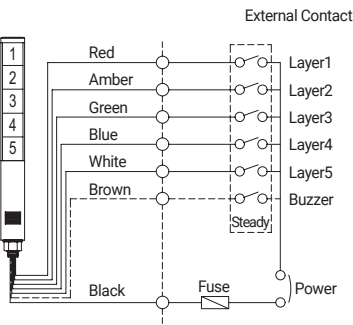 External Contact
1
2
3
4
5
Red
Layer1
Amber
Layer2
Green
Layer3
Blue
Layer4
White
Layer5
Brown
Buzzer
Steady
Black
Fuse
Power